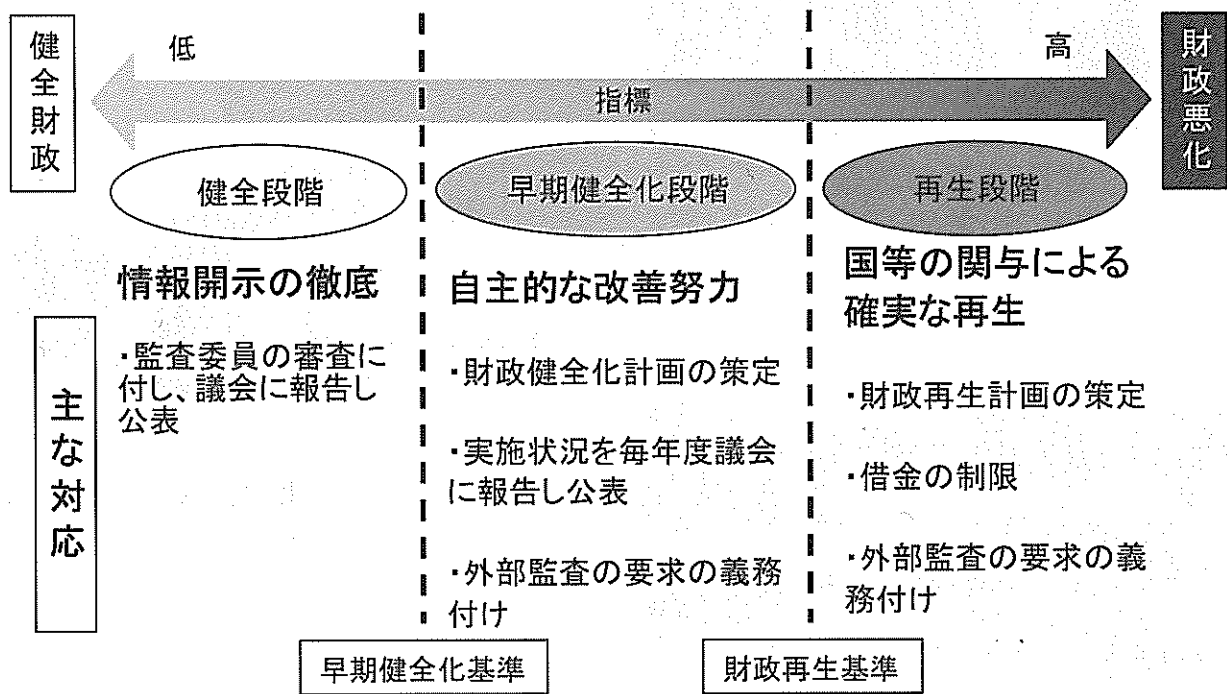 健全財政
低
高
指標
財政悪化
健全段階
早期健全化段階
再生段階
情報開示の徹底
自主的な改善努力
国等の関与による
確実な再生
主な対応
・監査委員の審査に
付し、議会に報告し
公表
・財政健全化計画の策定
・実施状況を毎年度議会
に報告し公表
・外部監査の要求の義務
付け
・財政再生計画の策定
・借金の制限
・外部監査の要求の義
務付け
早期健全化基準
財政再生基準